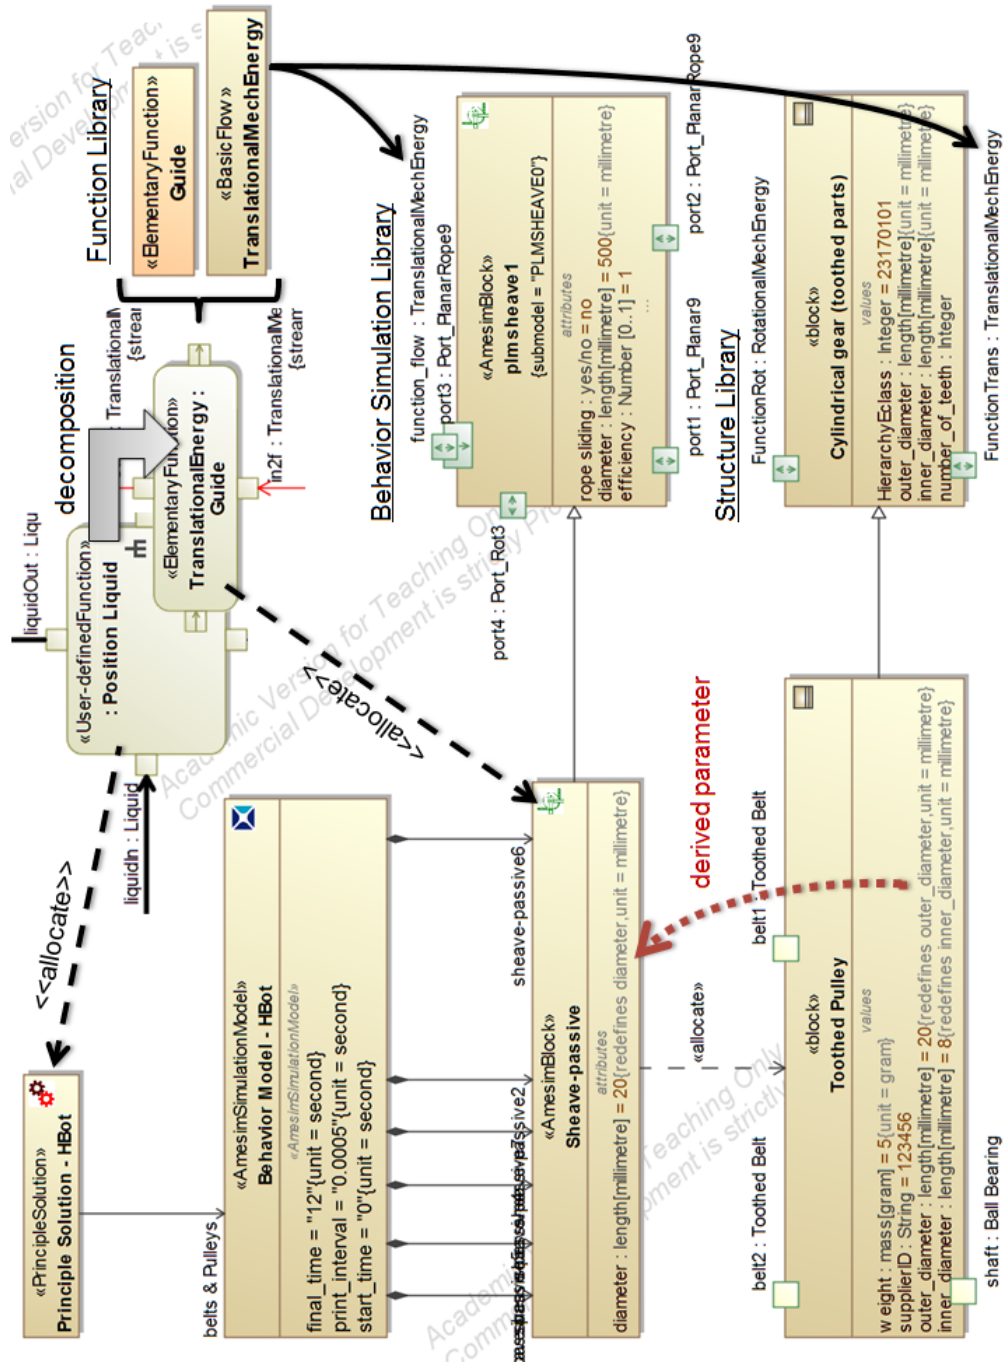 «PrincipleSolution»
Principle Solution - HBot
<<allocate>>
liquidIn : Liquid
liquidOut : Liqu
«User-definedFunction»
: Position Liquid
decomposition
: Translational
{stream
«ElementaryFunction»
TranslationalEnergy :
Guide
in2f : TranslationalMe
{stream
Function Library
«ElementaryFunction»
Guide
«BasicFlow»
TranslationalMechEnergy
belts & Pulleys
«AmesimSimulationModel»
Behavior Model - HBot
«AmesimSimulationModel»
final_time = "12"{unit = second}
print_interval = "0.0005"{unit = second}
start_time = "0"{unit = second}
<<allocate>>
Behavior Simulation Library
function_flow : TranslationalMechEnergy
port3 : Port_PlanarRope9
port4 : Port_Rot3
«AmesimBlock»
plmsheave1
{submodel = "PLMSHEAVE0"}
attributes
rope sliding : yes/no = no
diameter : length[millimetre] = 500{unit = millimetre}
efficiency : Number [0..1] = 1
...
port1 : Port_Planar9
port2 : Port_PlanarRope9
sheave-passive6
sheave-passive2
«AmesimBlock»
Sheave-passive
attributes
diameter : length[millimetre] = 20{redefines diameter,unit = millimetre}
derived parameter
«allocate»
Structure Library
FunctionRot : RotationalMechEnergy
«block»
Cylindrical gear (toothed parts)
values
HierarchyEclass : Integer = 23170101
outer_diameter : length[millimetre]{unit = millimetre}
inner_diameter : length[millimetre]{unit = millimetre}
number_of_teeth : Integer
FunctionTrans : TranslationalMechEnergy
belt2 : Toothed Belt
belt1 : Toothed Belt
«block»
Toothed Pulley
values
weight : mass[gram] = 5{unit = gram}
supplierID : String = 123456
outer_diameter : length[millimetre] = 20{redefines outer_diameter,unit = millimetre}
inner_diameter : length[millimetre] = 8{redefines inner_diameter,unit = millimetre}
shaft : Ball Bearing